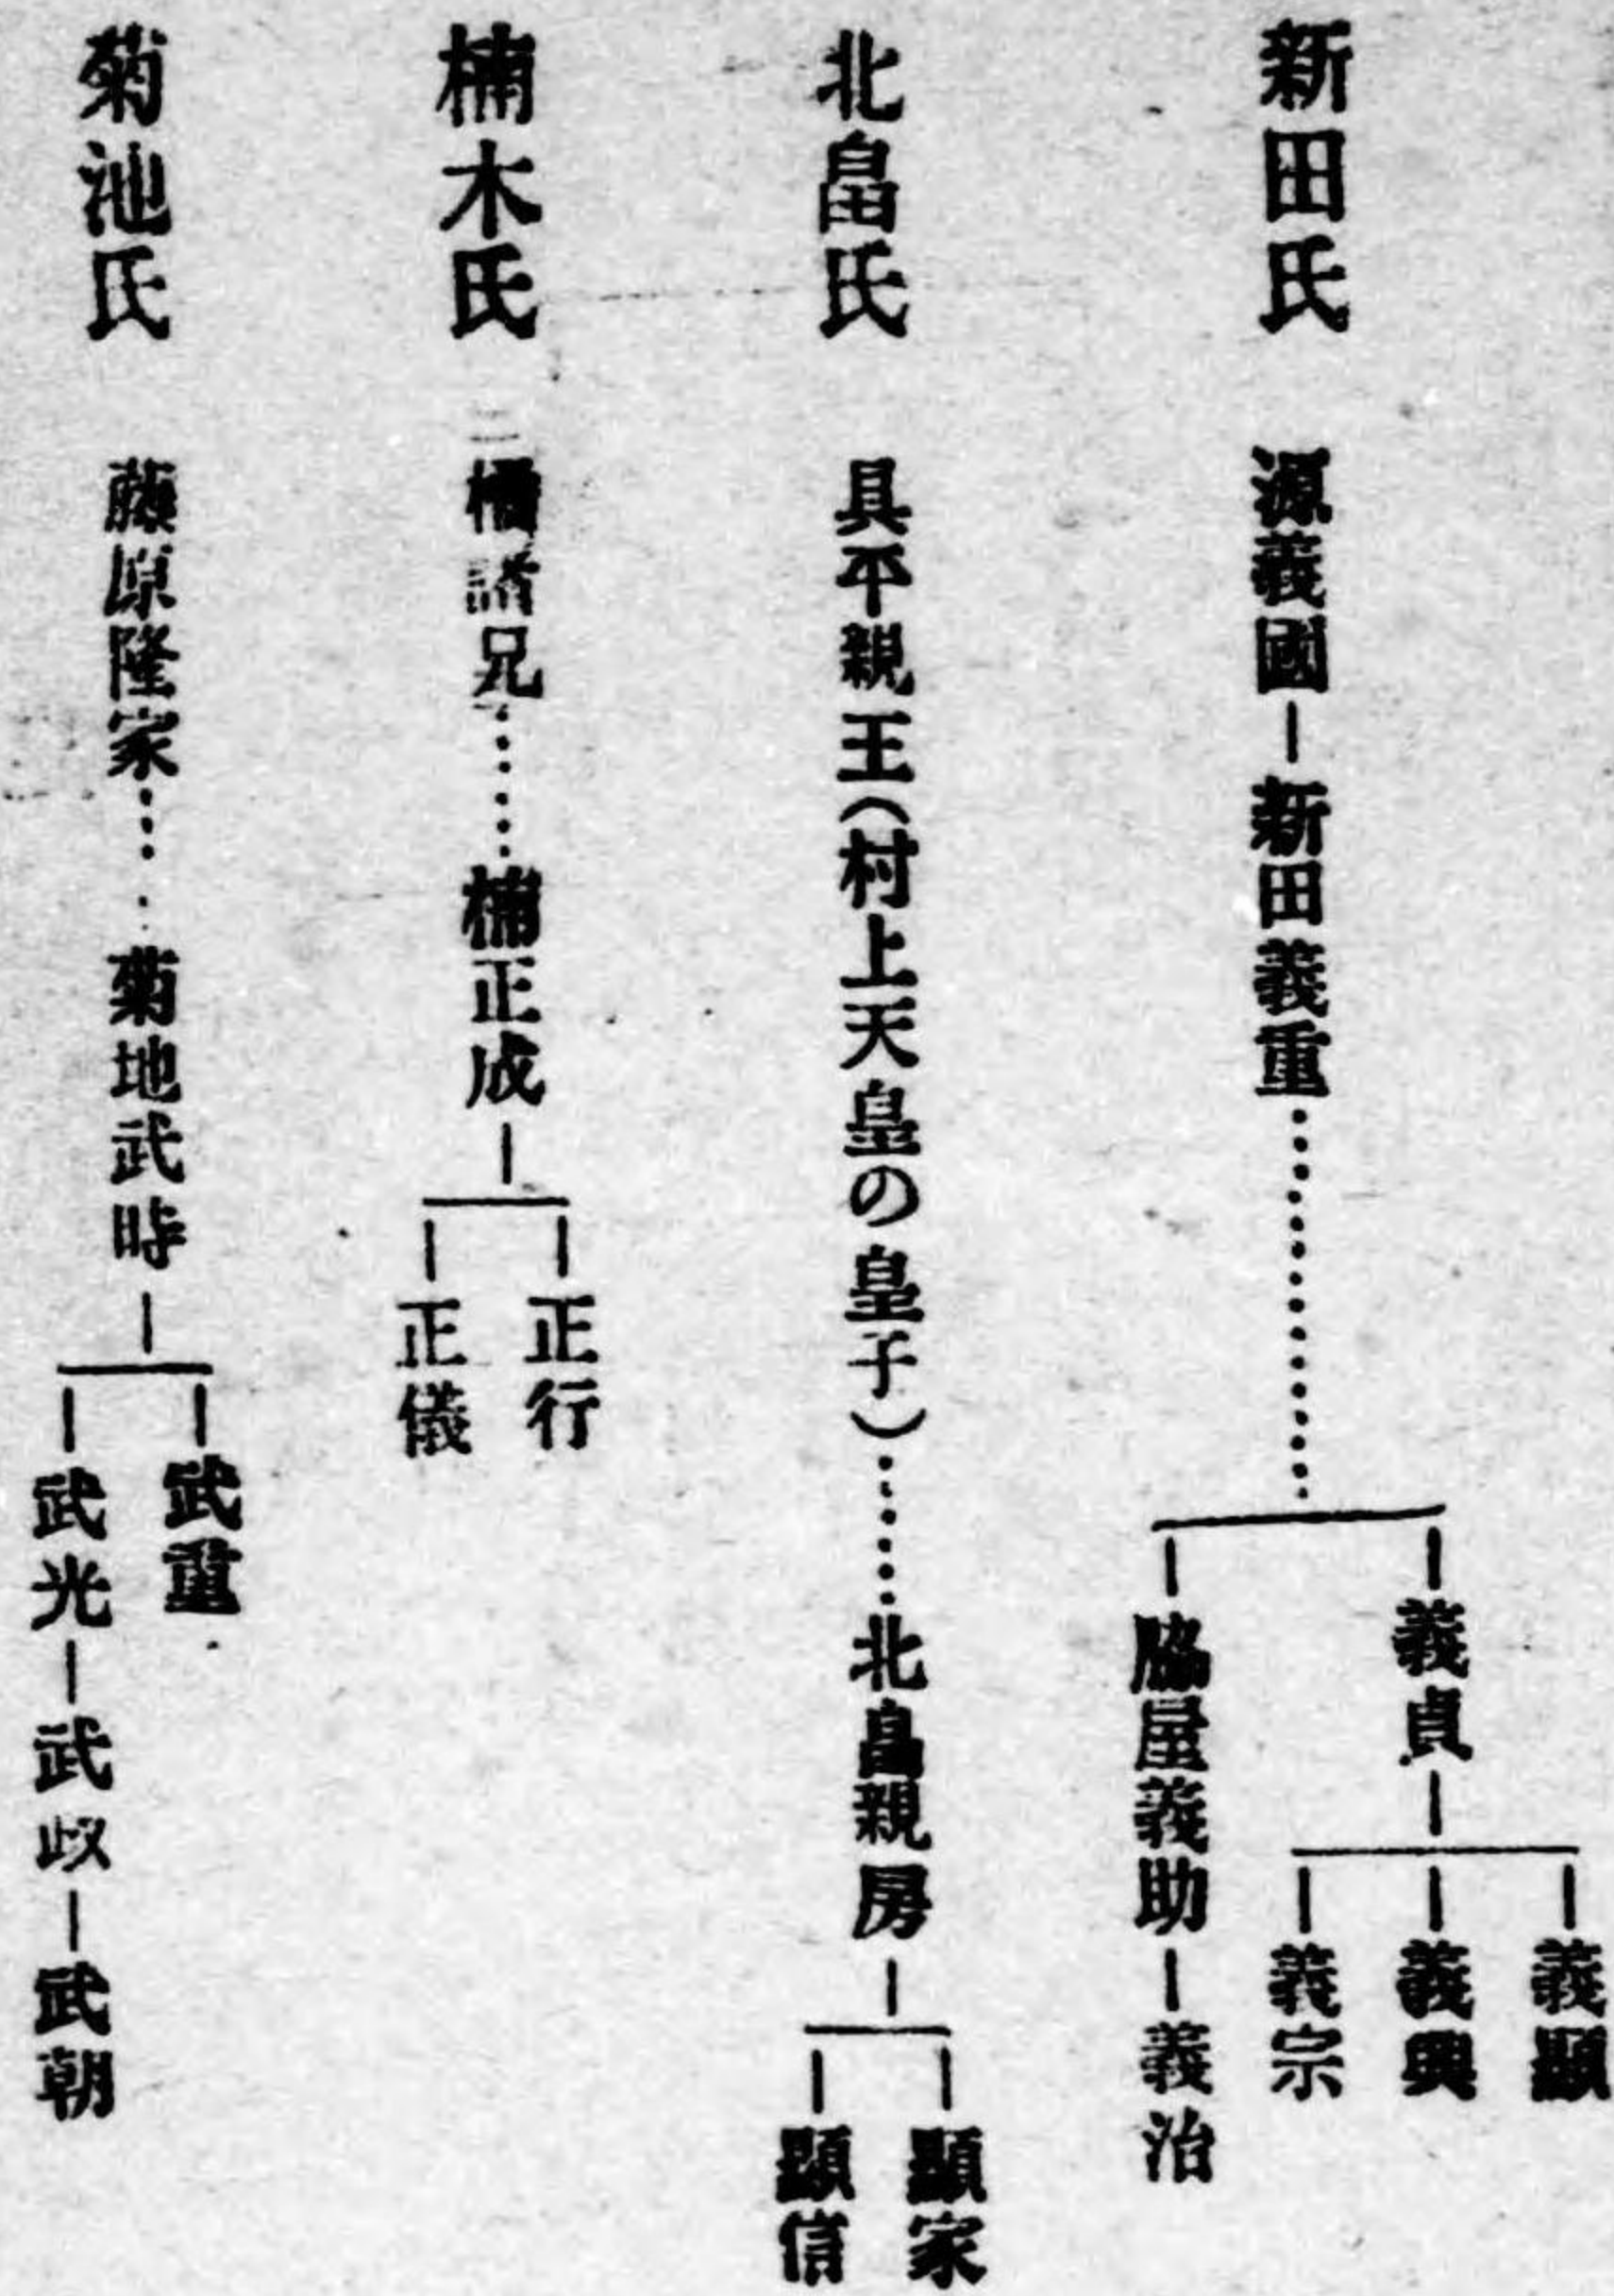 新田氏　源義國―新田義重…………
義貞―
義顯
義興
義宗
脇屋義助―義治
北畠氏　具平親王(村上天皇の皇子)……北畠親房―
顯家
顯信
楠木氏　橘諸兄……楠正成―
正行
正儀
菊池氏　藤原隆家……菊地武時―
武重
武光―武政―武朝